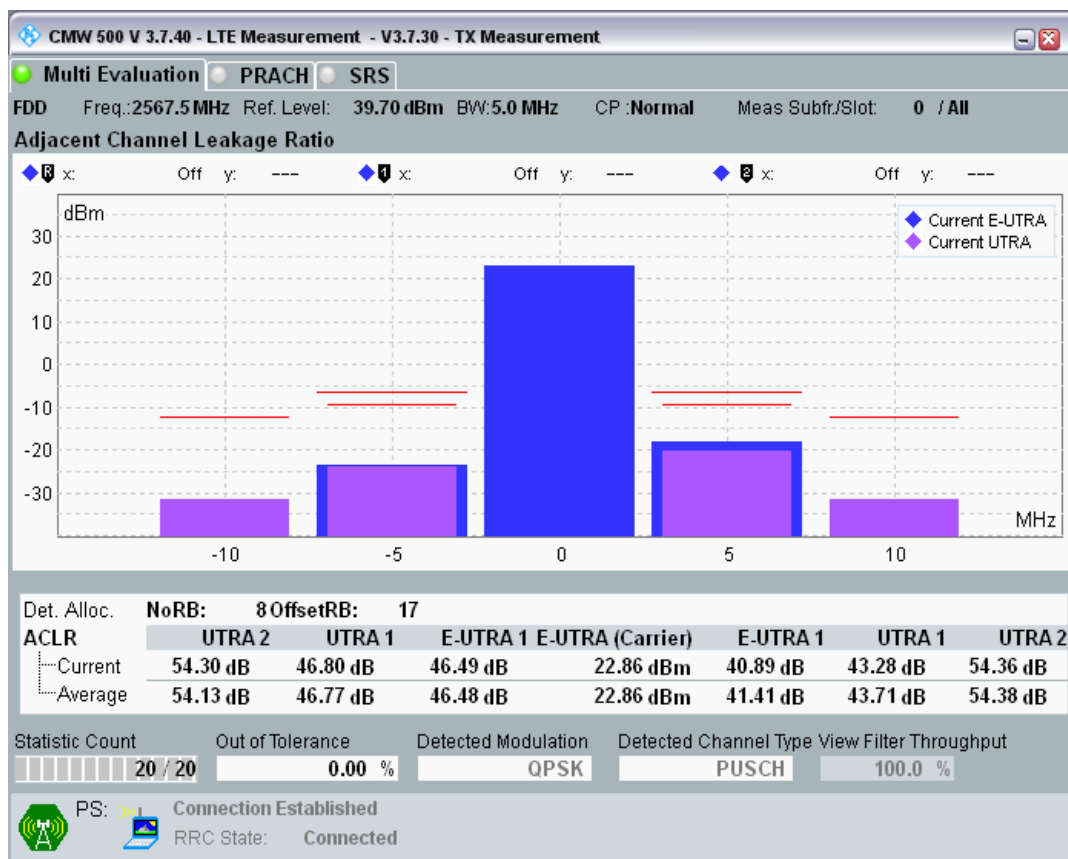 CMW 500 V 3.7.40 - LTE Measurement - V3.7.30 - TX Measurement
Multi Evaluation PRACH SRS
FDD Freq.:2567.5 MHz Ref. Level: 39.70 dBm BW:5.0 MHz CP :Normal Meas Subfr./Slot: 0 / All
Adjacent Channel Leakage Ratio
R x: Off y: --- 1 x: Off y: --- 2 x: Off y: ---
dBm
Current E-UTRA
Current UTRA
30
20
10
0
-10
-20
-30
MHz
-10 -5 0 5 10
Det. Alloc. NoRB: 8 OffsetRB: 17
ACLR UTRA 2 UTRA 1 E-UTRA 1 E-UTRA (Carrier) E-UTRA 1 UTRA 1 UTRA 2
Current 54.30 dB 46.80 dB 46.49 dB 22.86 dBm 40.89 dB 43.28 dB 54.36 dB
Average 54.13 dB 46.77 dB 46.48 dB 22.86 dBm 41.41 dB 43.71 dB 54.38 dB
Statistic Count Out of Tolerance Detected Modulation Detected Channel Type View Filter Throughput
20 / 20 0.00 % QPSK PUSCH 100.0 %
PS: Connection Established
RRC State: Connected